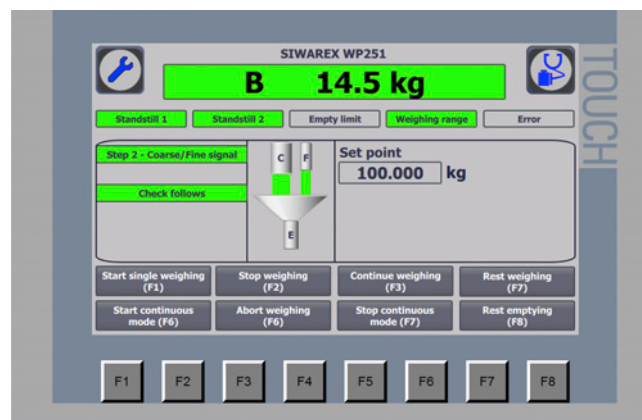 SIWAREX WP251
B 14.5 kg
TOUCH
Standstill 1
Standstill 2
Empty limit
Weighing range
Error
Step 2 - Coarse/Fine signal
Check follows
C
F
E
Set point
100.000 kg
Start single weighing
(F1)
Stop weighing
(F2)
Continue weighing
(F3)
Rest weighing
(F7)
Start continuous
mode (F6)
Abort weighing
(F6)
Stop continuous
mode (F7)
Rest emptying
(F8)
F1
F2
F3
F4
F5
F6
F7
F8